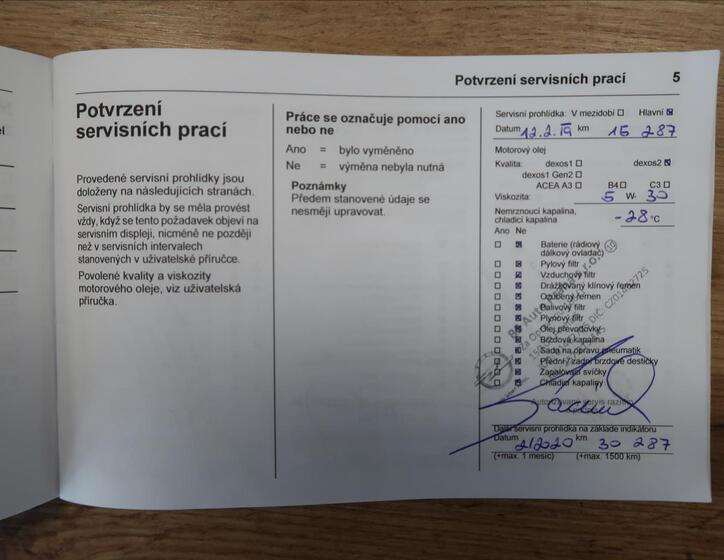 Potvrzení servisních prací 5
Potvrzení
servisních prací
Provedené servisní prohlídky jsou
doloženy na následujících stranách.
Servisní prohlídka by se měla provést
vždy, když se tento požadavek objeví na
servisním displeji, nicméně ne později
než v servisních intervalech
stanovených v uživatelské příručce.
Povolené kvality a viskozity
motorového oleje, viz uživatelská
příručka.
Práce se označuje pomocí ano
nebo ne
Ano = bylo vyměněno
Ne = výměna nebyla nutná
Poznámky
Předem stanovené údaje se
nesmějí upravovat.
Servisní prohlídka: V mezidobí Hlavní
Datum 12.2.19 km 15 287
Motorový olej
Kvalita: dexos1 dexos2
dexos1 Gen2
ACEA A3 B4 C3
Viskozita: 5 W- 30
Nemrznoucí kapalina,
chladicí kapalina -28 °C
Ano Ne
Baterie (rádiový
dálkový ovladač)
Pylový filtr
Vzduchový filtr
Drážkovaný klínový řemen
Ozubený řemen
Palivový filtr
Plynový filtr
Olej převodovky
Brzdová kapalina
Sada na opravu pneumatik
Přední / zadní brzdové destičky
Zapalovací svíčky
Chladicí kapaliny
Autorizovaný servis razítko
Další servisní prohlídka na základě indikátoru
Datum 2/2020 km 30 287
(+max. 1 měsíc) (+max. 1500 km)